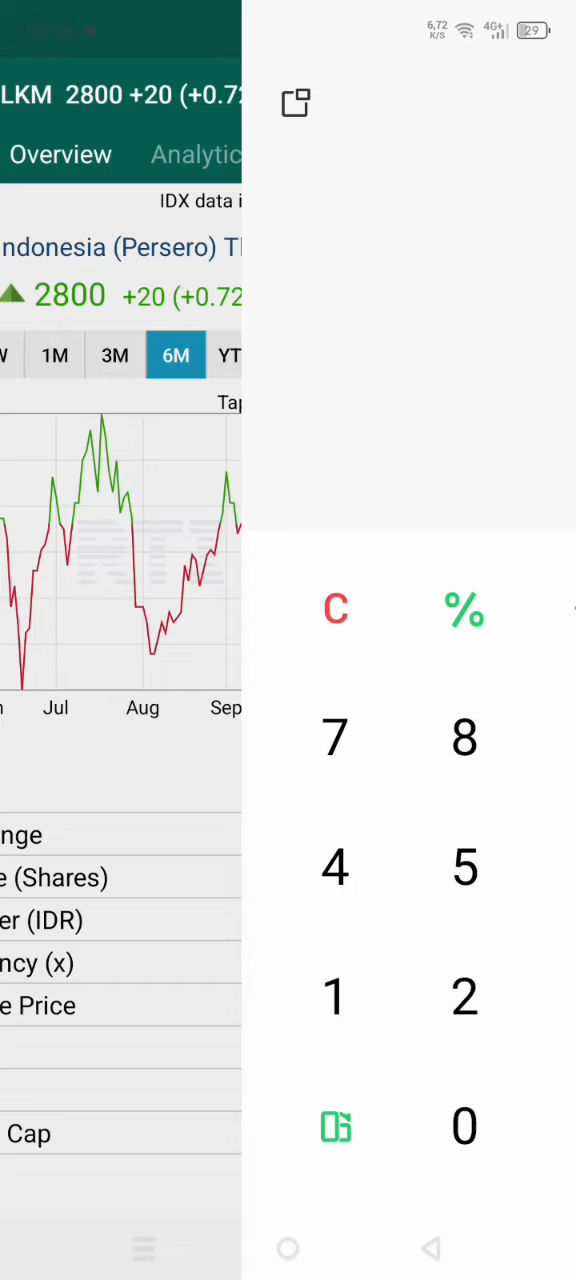 6,72
K/S
4G+
29
LKM 2800 +20 (+0.72
Overview Analytic
IDX data i
ndonesia (Persero) T
2800 +20 (+0.72
W 1M 3M 6M YT
Tap
Jul Aug Sep
nge
e (Shares)
er (IDR)
ncy (x)
e Price
Cap
C %
7 8
4 5
1 2
0